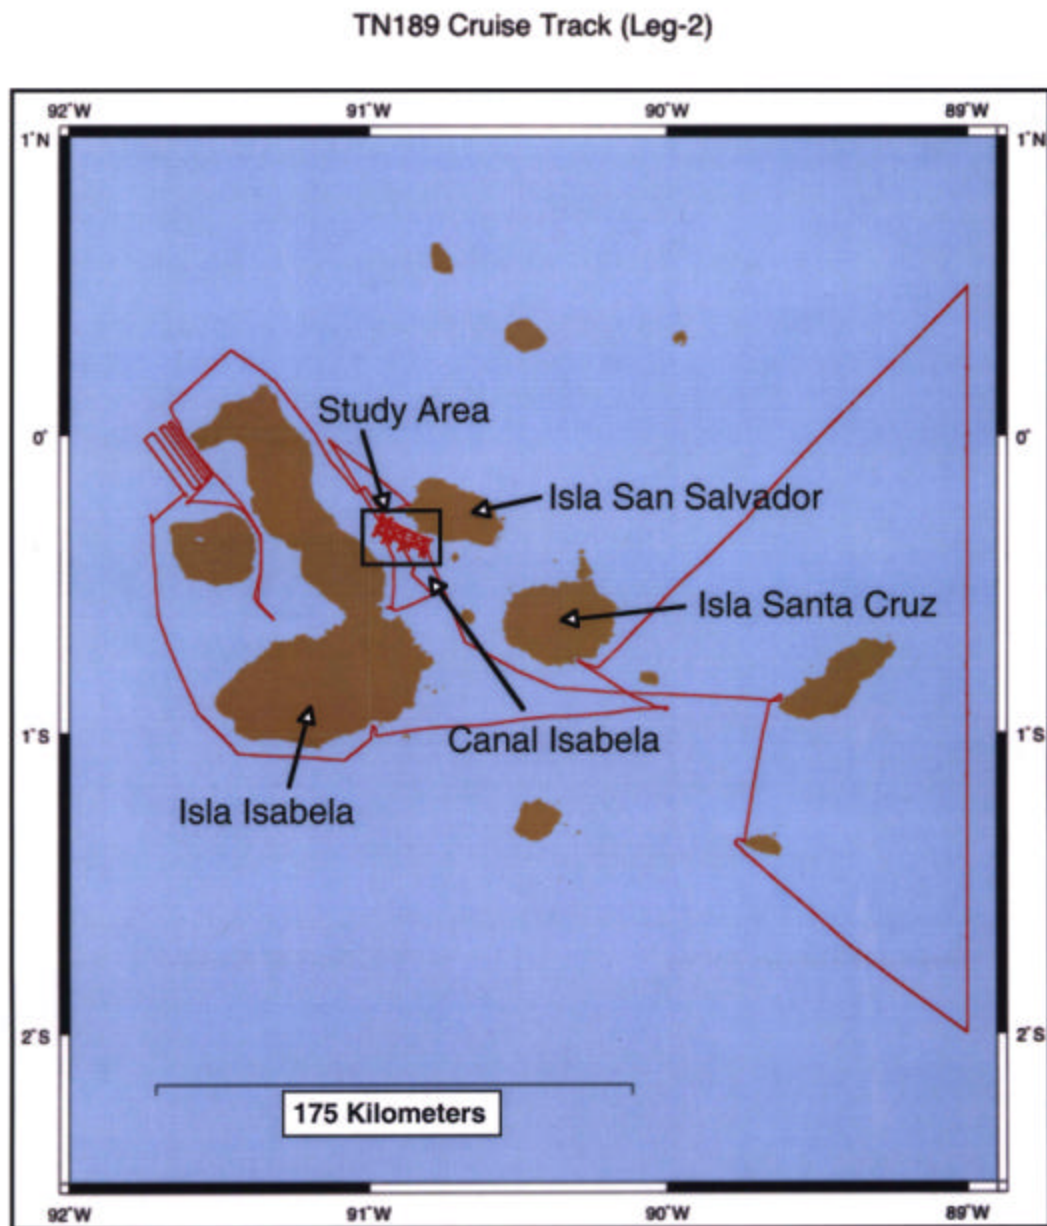 TN189 Cruise Track (Leg-2)
92°W 91°W 90°W 89°W
1°N 1°N
Study Area
0° 0°
Isla San Salvador
Isla Santa Cruz
1°S 1°S
Canal Isabela
Isla Isabela
2°S 2°S
175 Kilometers
92°W 91°W 90°W 89°W